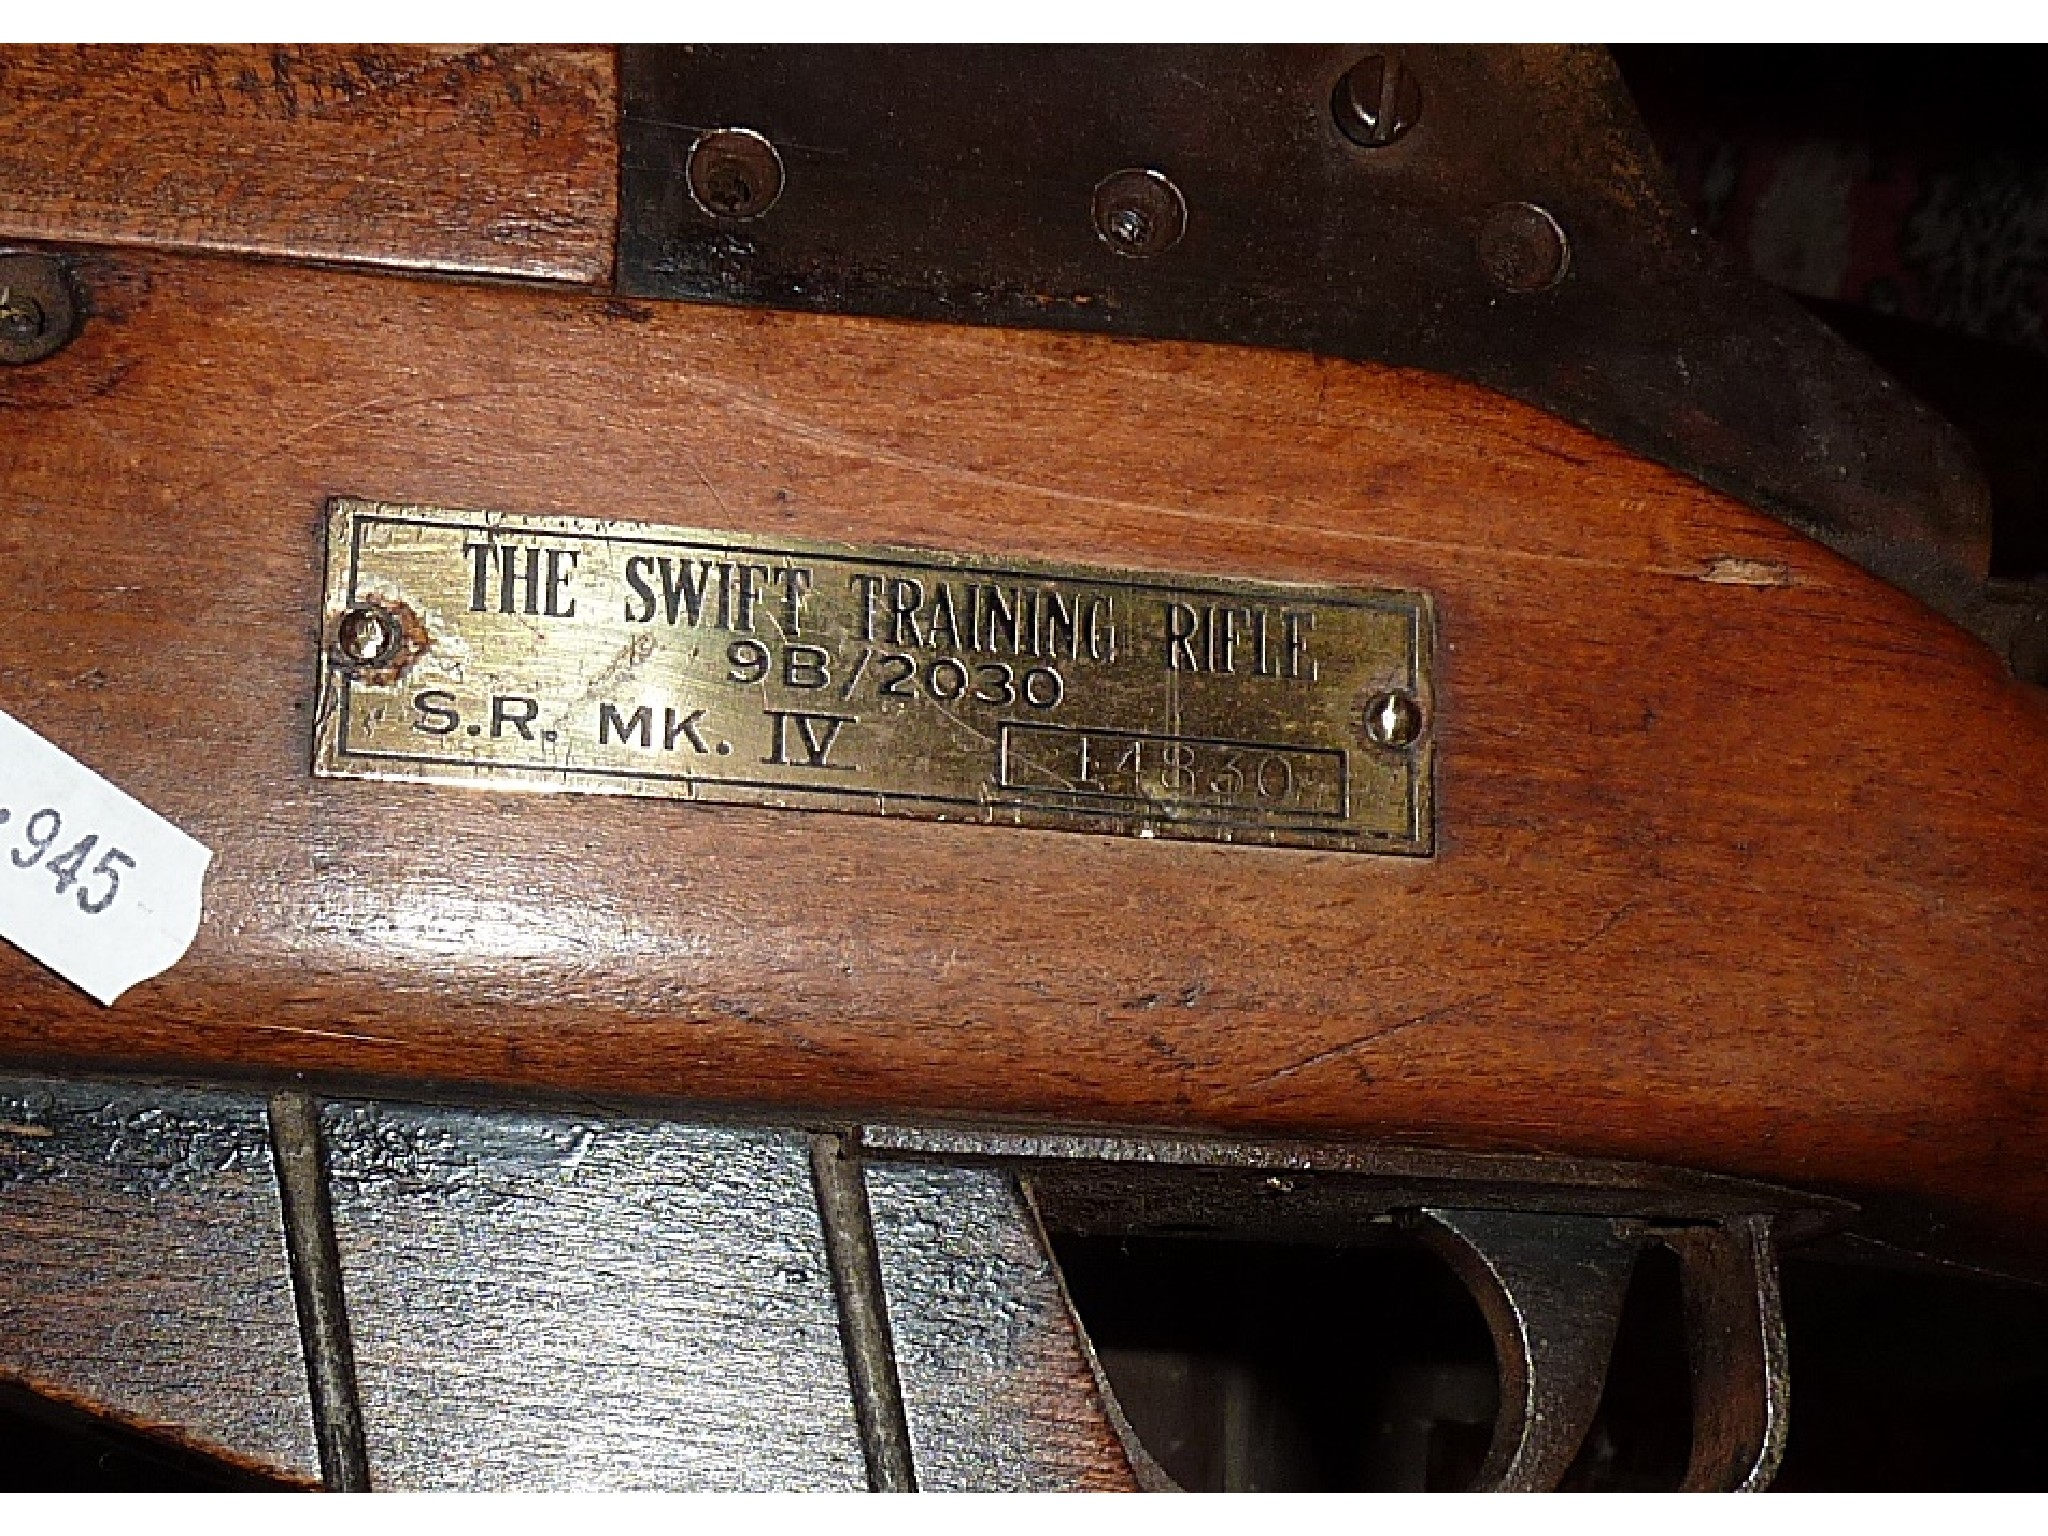 THE SWIFT TRAINING RIFLE
9B/2030
S.R. MK. IV
14830
945